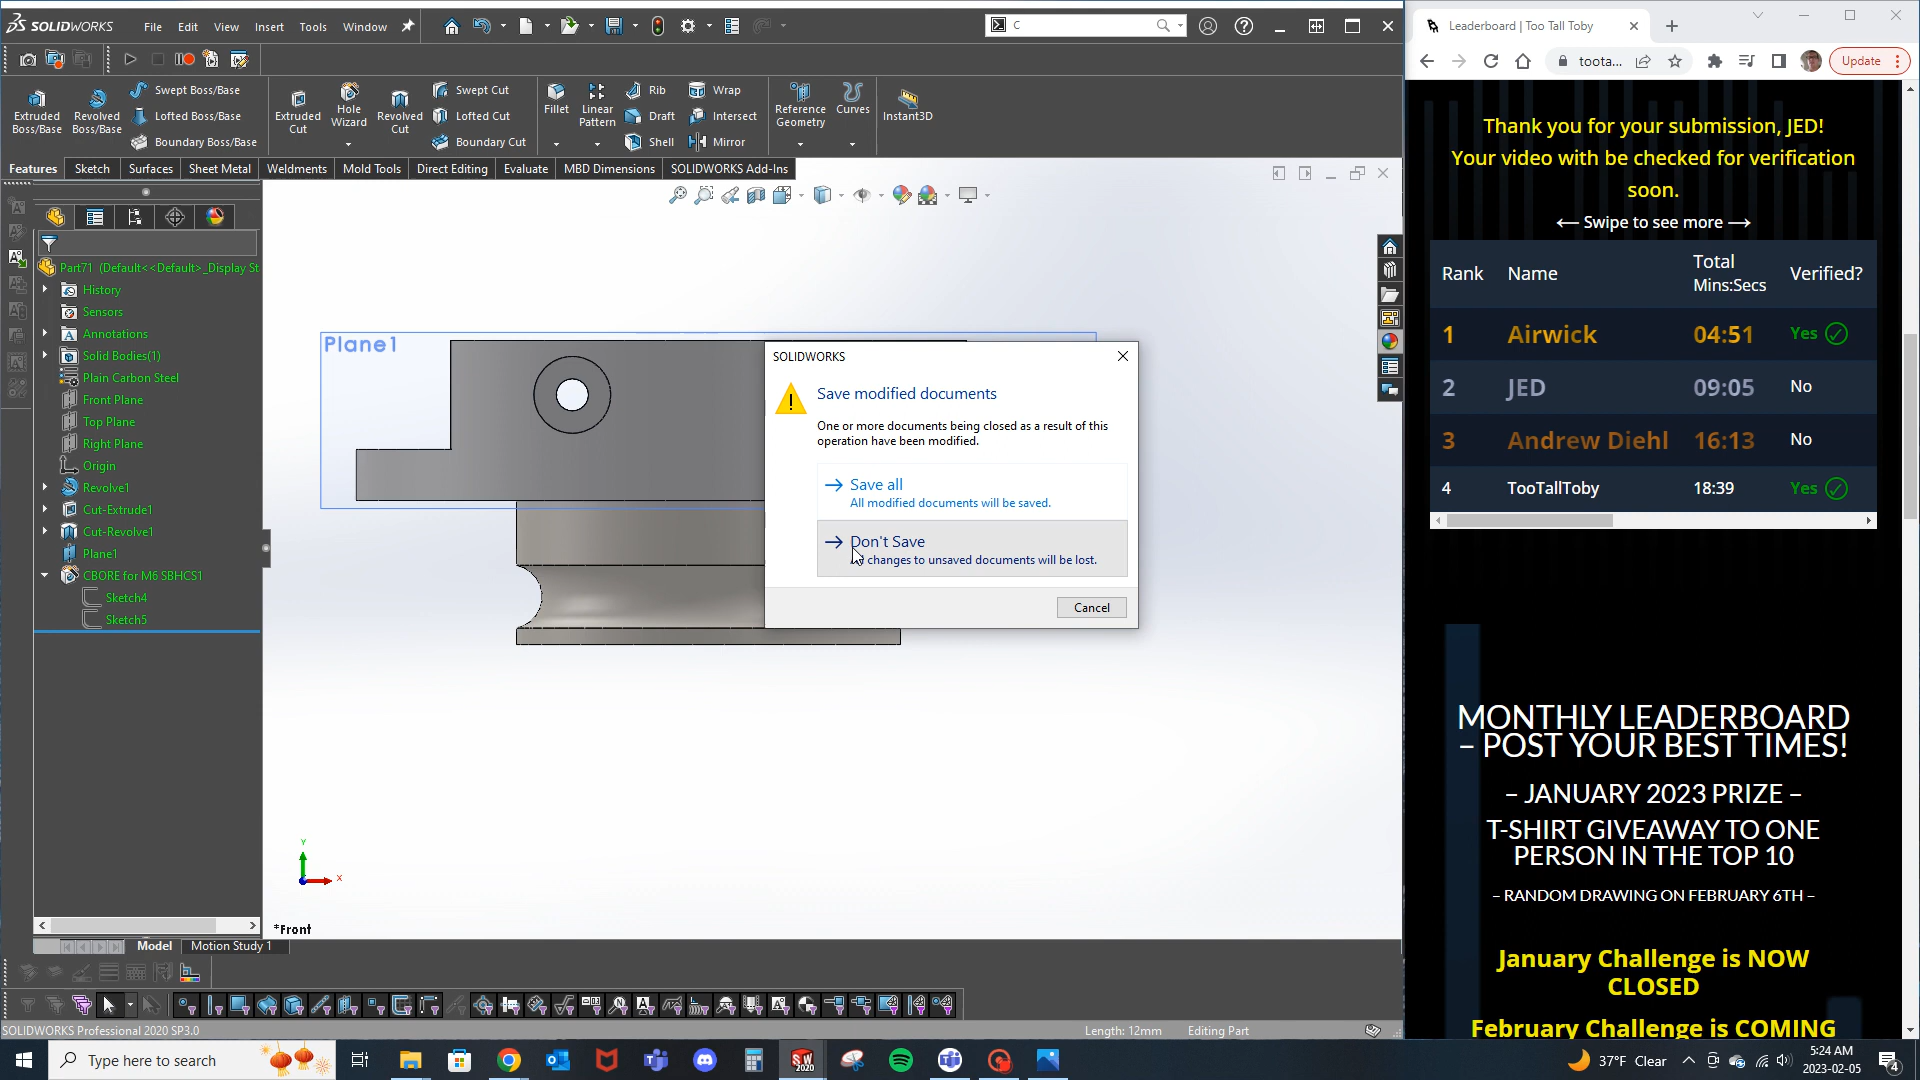 SOLIDWORKS
File Edit View Insert Tools Window
C
Extruded Boss/Base
Revolved Boss/Base
Swept Boss/Base
Lofted Boss/Base
Boundary Boss/Base
Extruded Cut
Hole Wizard
Revolved Cut
Swept Cut
Lofted Cut
Boundary Cut
Fillet
Linear Pattern
Rib
Draft
Shell
Wrap
Intersect
Mirror
Reference Geometry
Curves
Instant3D
Features Sketch Surfaces Sheet Metal Weldments Mold Tools Direct Editing Evaluate MBD Dimensions SOLIDWORKS Add-Ins
Part71 (Default<<Default>_Display St
History
Sensors
Annotations
Solid Bodies(1)
Plain Carbon Steel
Front Plane
Top Plane
Right Plane
Origin
Revolve1
Cut-Extrude1
Cut-Revolve1
Plane1
CBORE for M6 SBHCS1
Sketch4
Sketch5
Plane1
SOLIDWORKS
Save modified documents
One or more documents being closed as a result of this
operation have been modified.
Save all
All modified documents will be saved.
Don't Save
changes to unsaved documents will be lost.
Cancel
Y
X
*Front
Model Motion Study 1
SOLIDWORKS Professional 2020 SP3.0
Length: 12mm Editing Part
Leaderboard | Too Tall Toby
toota...
Update
Thank you for your submission, JED!
Your video with be checked for verification
soon.
← Swipe to see more →
Rank Name Total Mins:Secs Verified?
1 Airwick 04:51 Yes
2 JED 09:05 No
3 Andrew Diehl 16:13 No
4 TooTallToby 18:39 Yes
MONTHLY LEADERBOARD
– POST YOUR BEST TIMES!
– JANUARY 2023 PRIZE –
T-SHIRT GIVEAWAY TO ONE
PERSON IN THE TOP 10
– RANDOM DRAWING ON FEBRUARY 6TH –
January Challenge is NOW
CLOSED
February Challenge is COMING
Type here to search
SW
2020
37°F Clear
5:24 AM
2023-02-05
4